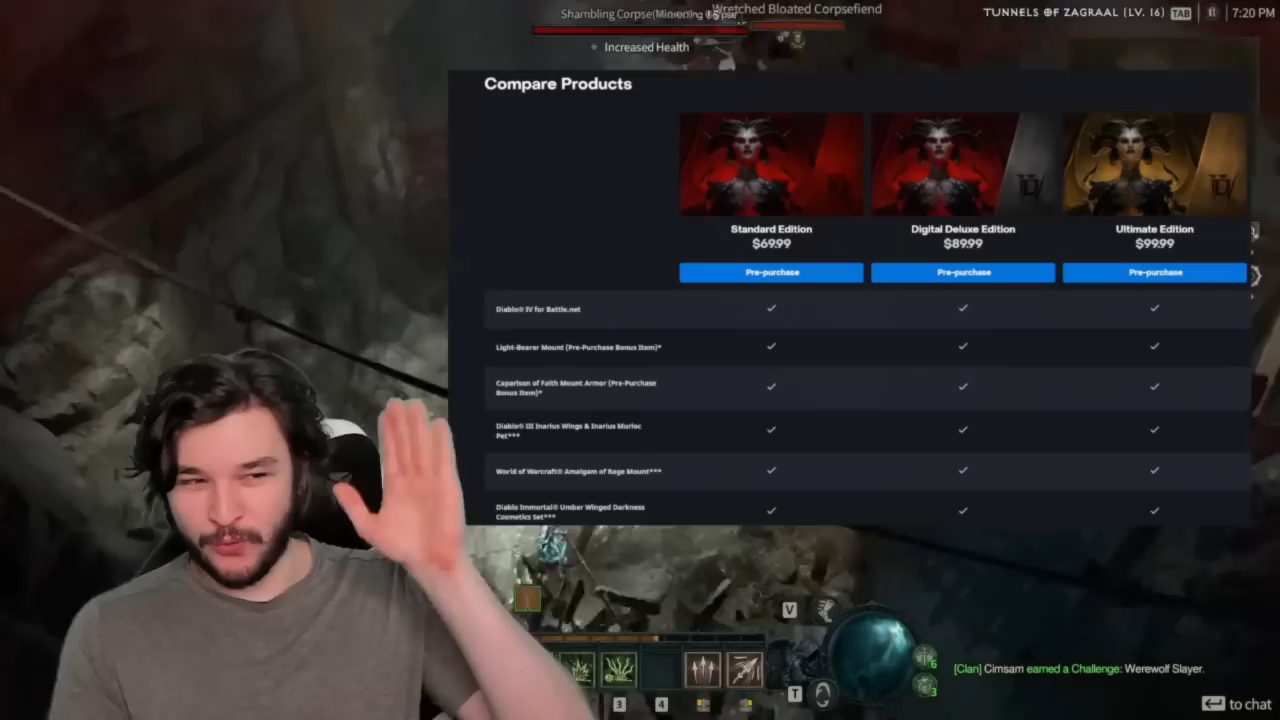 Shambling Corpse
Wretched Bloated Corpsefiend
Increased Health
TUNNELS OF ZAGRAAL (LV. 16) TAB
7:20 PM
Compare Products
Standard Edition
$69.99
Digital Deluxe Edition
$89.99
Ultimate Edition
$99.99
Pre-purchase
Pre-purchase
Pre-purchase
Diablo® IV for Battle.net
Light-Bearer Mount (Pre-Purchase Bonus Item)*
Caparison of Faith Mount Armor (Pre-Purchase
Bonus Item)*
Diablo® III Inarius Wings & Inarius Murloc
Pet***
World of Warcraft® Amalgam of Rage Mount***
Diablo Immortal® Umber Winged Darkness
Cosmetics Set***
V
6
3
T
3
4
[Clan] Cimsam earned a Challenge: Werewolf Slayer.
to chat